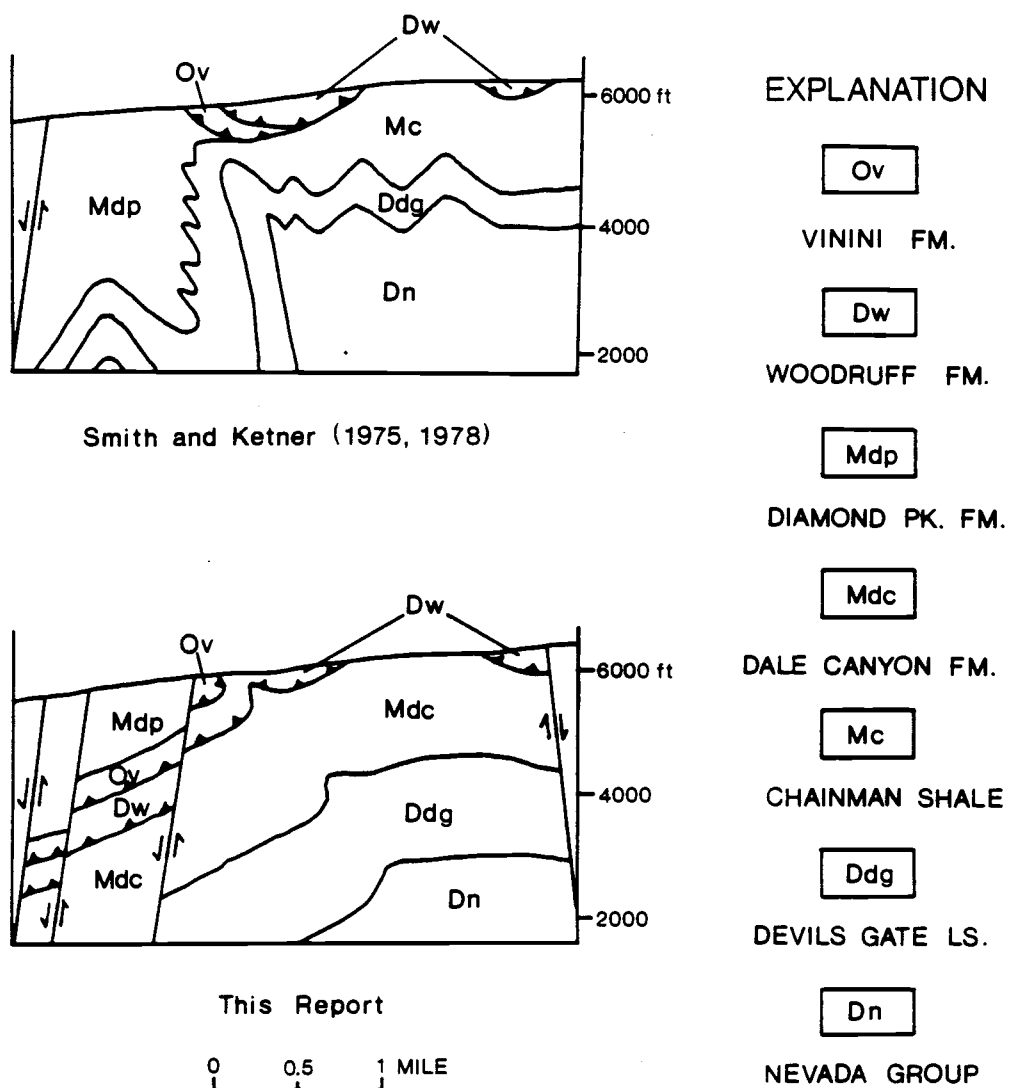 Dw
Ov
6000 ft
Mc
Mdp
Ddg
4000
Dn
2000
Smith and Ketner (1975, 1978)
Dw
Ov
6000 ft
Mdp
Mdc
Ov
4000
Dw
Ddg
Mdc
Dn
2000
This Report
0 0.5 1 MILE
EXPLANATION
Ov
VININI FM.
Dw
WOODRUFF FM.
Mdp
DIAMOND PK. FM.
Mdc
DALE CANYON FM.
Mc
CHAINMAN SHALE
Ddg
DEVILS GATE LS.
Dn
NEVADA GROUP